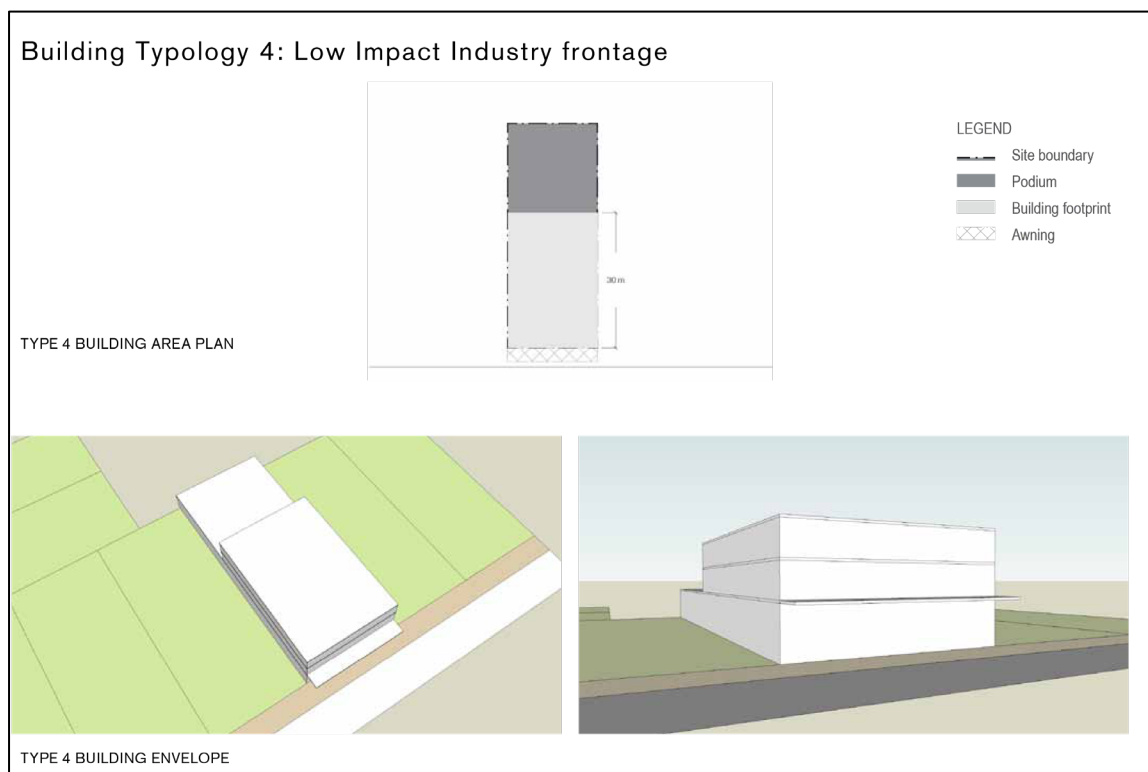 Building Typology 4: Low Impact Industry frontage
LEGEND
Site boundary
Podium
Building footprint
Awning
30 m
TYPE 4 BUILDING AREA PLAN
TYPE 4 BUILDING ENVELOPE